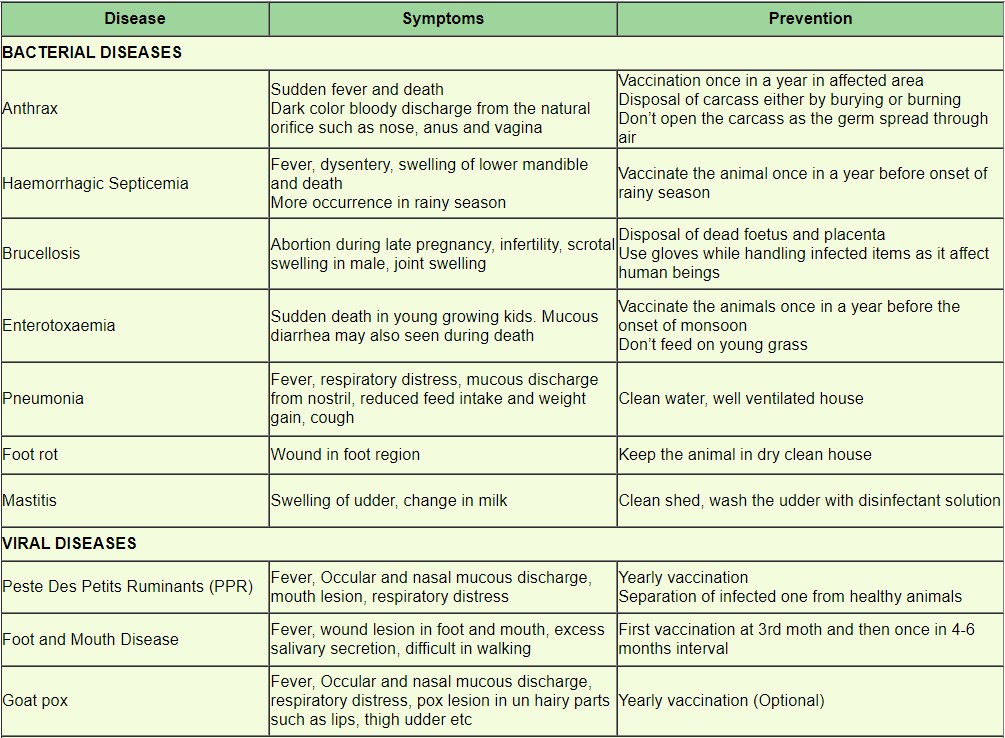 Disease Symptoms Prevention
BACTERIAL DISEASES
Anthrax
Sudden fever and death
Dark color bloody discharge from the natural
orifice such as nose, anus and vagina
Vaccination once in a year in affected area
Disposal of carcass either by burying or burning
Don’t open the carcass as the germ spread through
air
Haemorrhagic Septicemia
Fever, dysentery, swelling of lower mandible
and death
More occurrence in rainy season
Vaccinate the animal once in a year before onset of
rainy season
Brucellosis
Abortion during late pregnancy, infertility, scrotal
swelling in male, joint swelling
Disposal of dead foetus and placenta
Use gloves while handling infected items as it affect
human beings
Enterotoxaemia
Sudden death in young growing kids. Mucous
diarrhea may also seen during death
Vaccinate the animals once in a year before the
onset of monsoon
Don’t feed on young grass
Pneumonia
Fever, respiratory distress, mucous discharge
from nostril, reduced feed intake and weight
gain, cough
Clean water, well ventilated house
Foot rot
Wound in foot region
Keep the animal in dry clean house
Mastitis
Swelling of udder, change in milk
Clean shed, wash the udder with disinfectant solution
VIRAL DISEASES
Peste Des Petits Ruminants (PPR)
Fever, Occular and nasal mucous discharge,
mouth lesion, respiratory distress
Yearly vaccination
Separation of infected one from healthy animals
Foot and Mouth Disease
Fever, wound lesion in foot and mouth, excess
salivary secretion, difficult in walking
First vaccination at 3rd moth and then once in 4-6
months interval
Goat pox
Fever, Occular and nasal mucous discharge,
respiratory distress, pox lesion in un hairy parts
such as lips, thigh udder etc
Yearly vaccination (Optional)